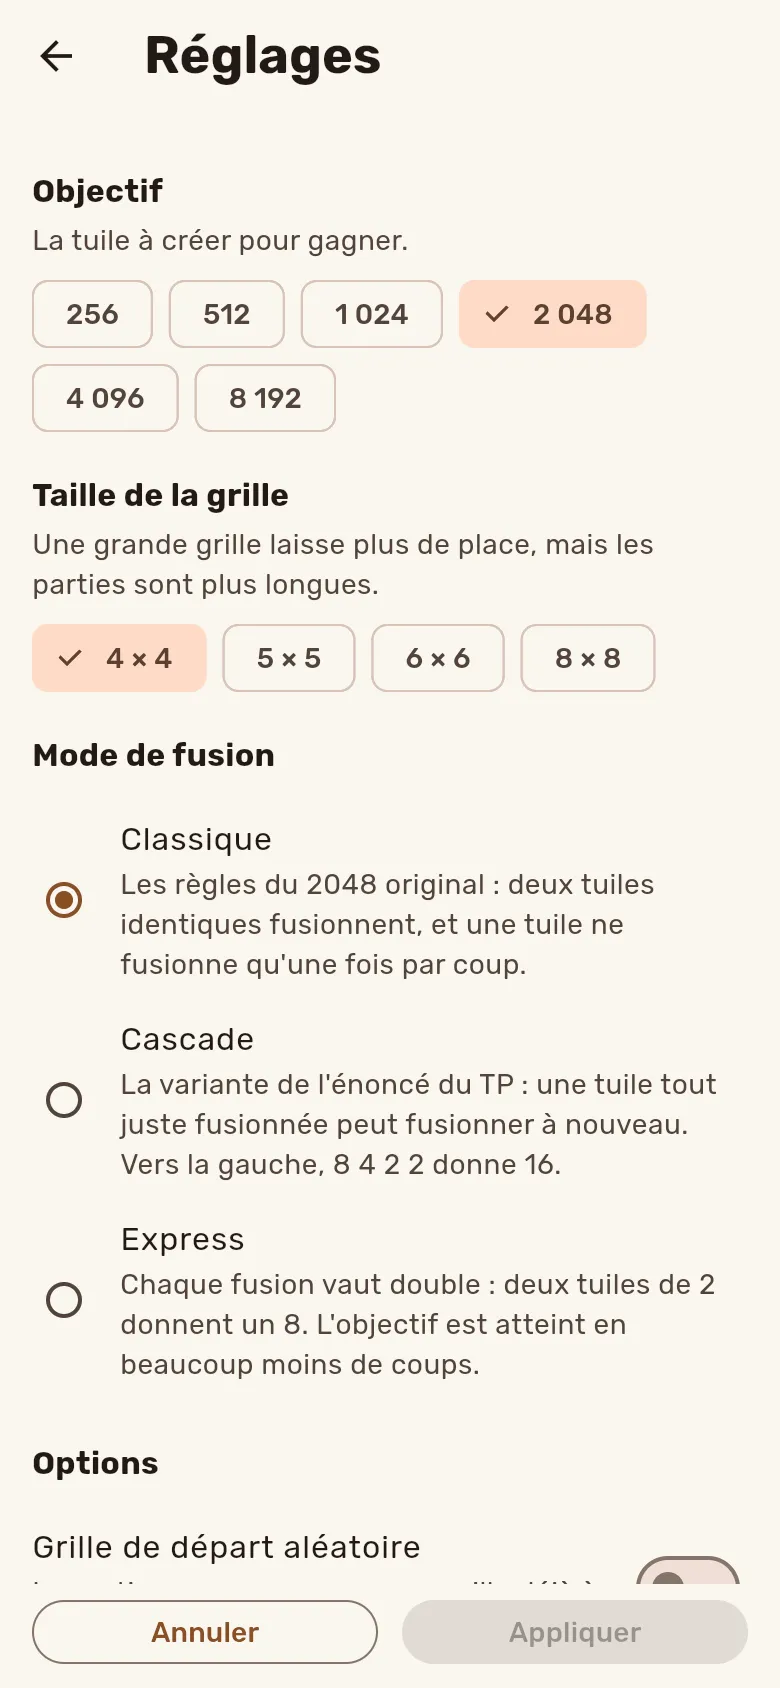 Réglages
Objectif
La tuile à créer pour gagner.
256 512 1 024 2 048
4 096 8 192
Taille de la grille
Une grande grille laisse plus de place, mais les
parties sont plus longues.
4 × 4 5 × 5 6 × 6 8 × 8
Mode de fusion
Classique
Les règles du 2048 original : deux tuiles
identiques fusionnent, et une tuile ne
fusionne qu'une fois par coup.
Cascade
La variante de l'énoncé du TP : une tuile tout
juste fusionnée peut fusionner à nouveau.
Vers la gauche, 8 4 2 2 donne 16.
Express
Chaque fusion vaut double : deux tuiles de 2
donnent un 8. L'objectif est atteint en
beaucoup moins de coups.
Options
Grille de départ aléatoire
Annuler Appliquer